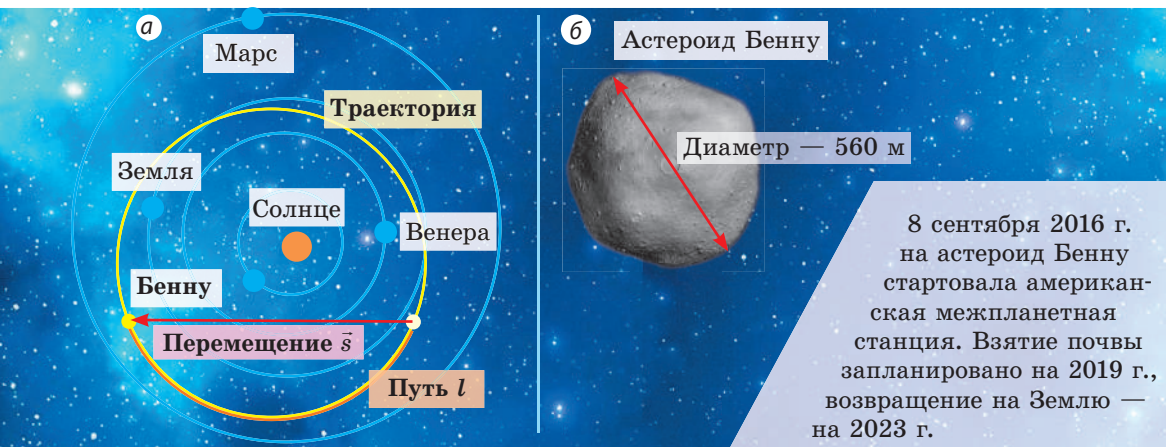 а
Марс
Траектория
Земля
Солнце
Венера
Бенну
Перемещение s⃗
Путь l
б
Астероид Бенну
Диаметр — 560 м
8 сентября 2016 г.
на астероид Бенну
стартовала американ-
ская межпланетная
станция. Взятие почвы
запланировано на 2019 г.,
возвращение на Землю —
на 2023 г.